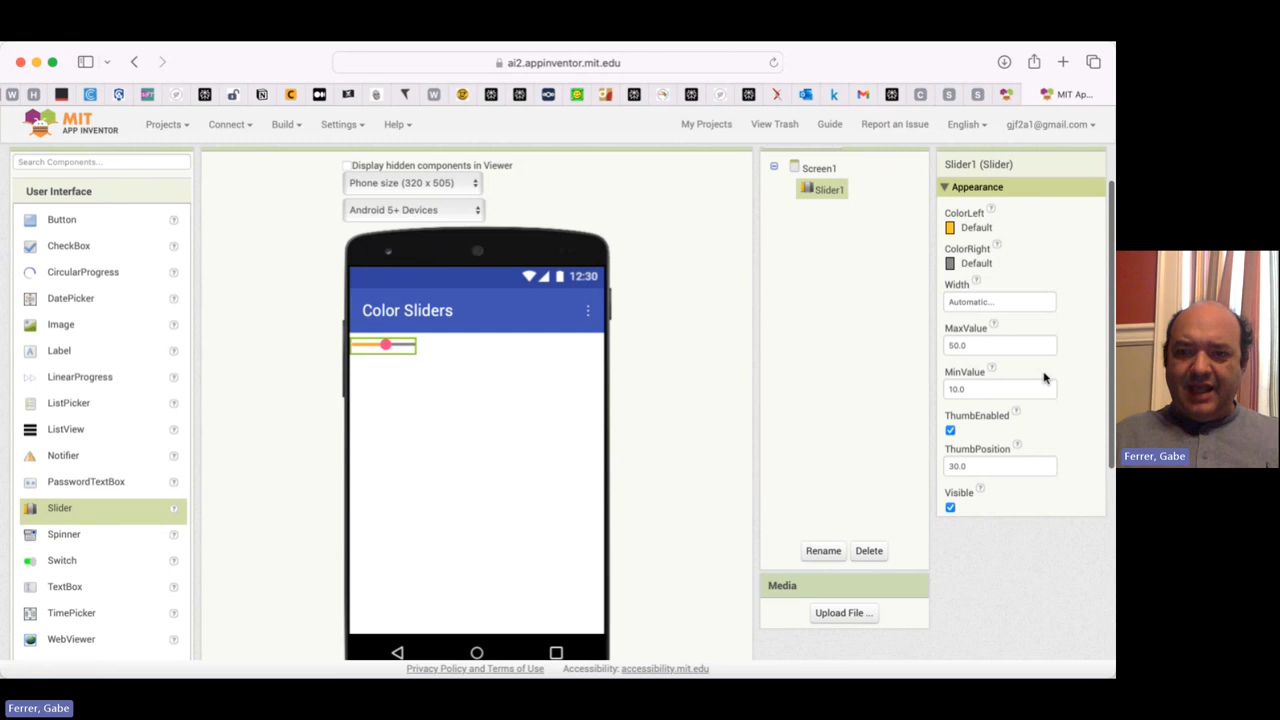 ai2.appinventor.mit.edu
MIT Ap...
MIT
APP INVENTOR
Projects
Connect
Build
Settings
Help
My Projects
View Trash
Guide
Report an Issue
English
gjf2a1@gmail.com
Search Components...
User Interface
Button
CheckBox
CircularProgress
DatePicker
Image
Label
LinearProgress
ListPicker
ListView
Notifier
PasswordTextBox
Slider
Spinner
Switch
TextBox
TimePicker
WebViewer
Display hidden components in Viewer
Phone size (320 x 505)
Android 5+ Devices
12:30
Color Sliders
Screen1
Slider1
Rename
Delete
Media
Upload File ...
Slider1 (Slider)
Appearance
ColorLeft
Default
ColorRight
Default
Width
Automatic...
MaxValue
50.0
MinValue
10.0
ThumbEnabled
ThumbPosition
30.0
Visible
Privacy Policy and Terms of Use
Accessibility: accessibility.mit.edu
Ferrer, Gabe
Ferrer, Gabe